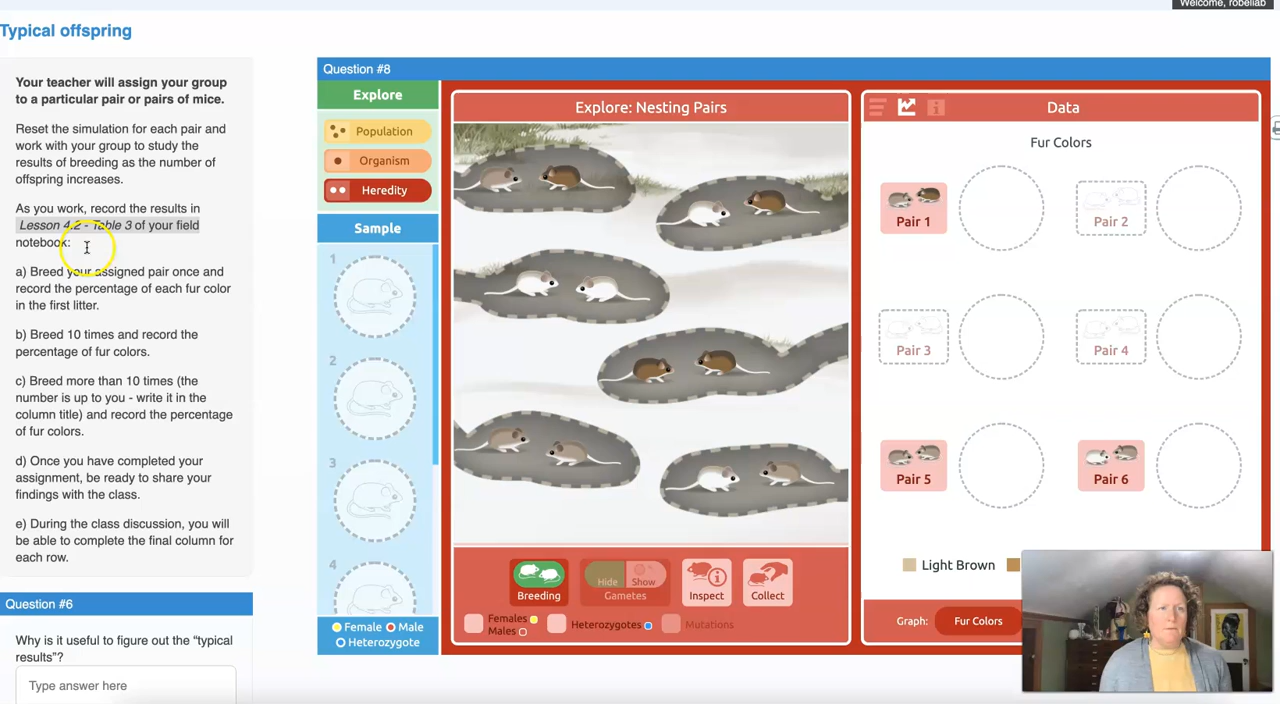 Welcome, robeliab
Typical offspring
Your teacher will assign your group
to a particular pair or pairs of mice.
Reset the simulation for each pair and
work with your group to study the
results of breeding as the number of
offspring increases.
As you work, record the results in
Lesson 4.2 - Table 3 of your field
notebook:
a) Breed your assigned pair once and
record the percentage of each fur color
in the first litter.
b) Breed 10 times and record the
percentage of fur colors.
c) Breed more than 10 times (the
number is up to you - write it in the
column title) and record the percentage
of fur colors.
d) Once you have completed your
assignment, be ready to share your
findings with the class.
e) During the class discussion, you will
be able to complete the final column for
each row.
Question #6
Why is it useful to figure out the “typical
results”?
Type answer here
Question #8
Explore
Population
Organism
Heredity
Sample
1
2
3
4
Female Male
Heterozygote
Explore: Nesting Pairs
Breeding
Hide Show
Gametes
Inspect
Collect
Females
Males
Heterozygotes
Mutations
Data
Fur Colors
Pair 1
Pair 2
Pair 3
Pair 4
Pair 5
Pair 6
Light Brown
Graph: Fur Colors